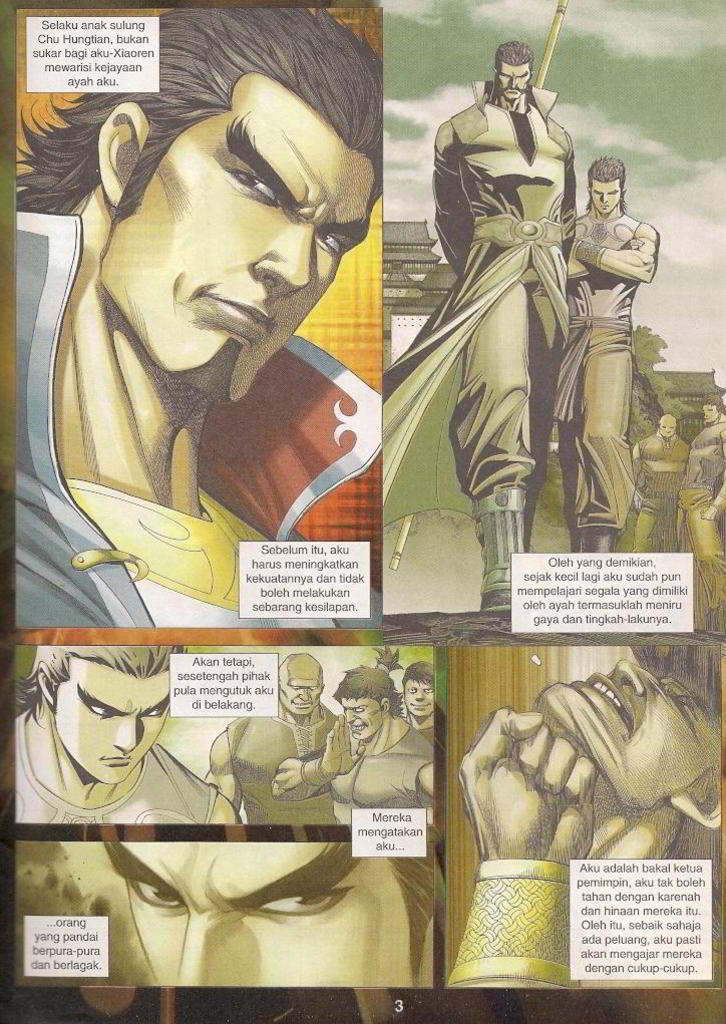 Selaku anak sulung
Chu Hungtian, bukan
sukar bagi aku-Xiaoren
mewarisi kejayaan
ayah aku.
Sebelum itu, aku
harus meningkatkan
kekuatannya dan tidak
boleh melakukan
sebarang kesilapan.
Oleh yang demikian,
sejak kecil lagi aku sudah pun
mempelajari segala yang dimiliki
oleh ayah termasuklah meniru
gaya dan tingkah-lakunya.
Akan tetapi,
sesetengah pihak
pula mengutuk aku
di belakang.
Mereka
mengatakan
aku...
...orang
yang pandai
berpura-pura
dan berlagak.
Aku adalah bakal ketua
pemimpin, aku tak boleh
tahan dengan karenah
dan hinaan mereka itu.
Oleh itu, sebaik sahaja
ada peluang, aku pasti
akan mengajar mereka
dengan cukup-cukup.
3